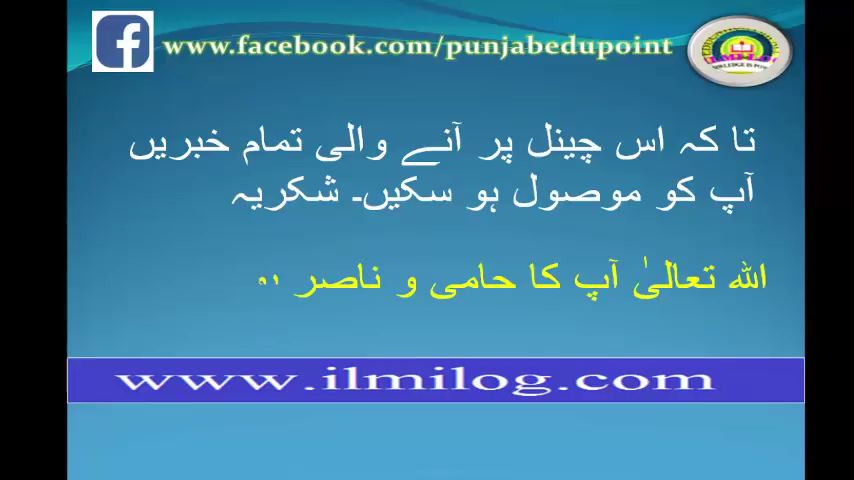 www.facebook.com/punjabedupoint
تا کہ اس چینل پر آنے والی تمام خبریں
آپ کو موصول ہو سکیں۔ شکریہ
اللہ تعالیٰ آپ کا حامی و ناصر
www.ilmilog.com